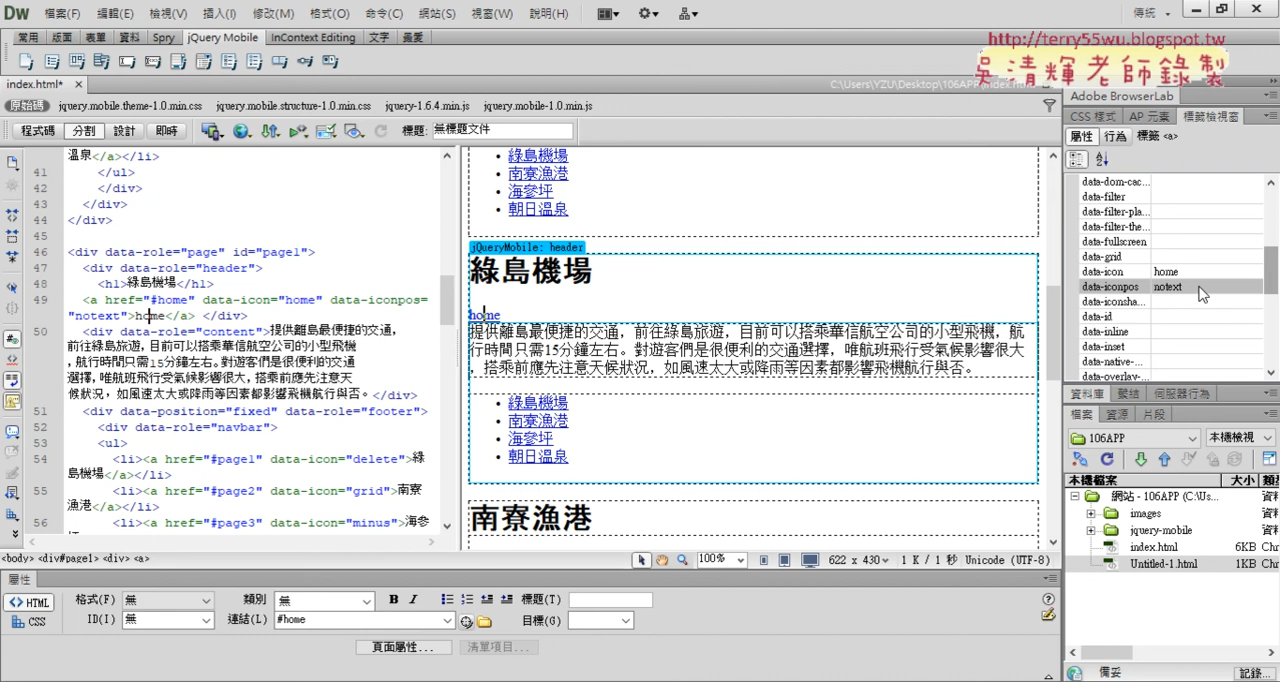 Dw 檔案(F) 編輯(E) 檢視(V) 插入(I) 修改(M) 格式(O) 命令(C) 網站(S) 視窗(W) 說明(H) 傳統
常用 版面 表單 資料 Spry jQuery Mobile InContext Editing 文字 最愛
http://terry55wu.blogspot.tw
吳清輝老師錄製
index.html*
C:\Users\YZU\Desktop\106APP\index.html
Adobe BrowserLab
原始碼 jquery.mobile.theme-1.0.min.css jquery.mobile.structure-1.0.min.css jquery-1.6.4.min.js jquery.mobile-1.0.min.js
CSS 樣式 AP 元素 標籤檢視窗
程式碼 分割 設計 即時 標題: 無標題文件
屬性 行為 標籤 <a>
溫泉</a></li>
41 </ul>
42 </div>
43 </div>
44 </div>
45
46 <div data-role="page" id="page1">
47 <div data-role="header">
48 <h1>綠島機場</h1>
49 <a href="#home" data-icon="home" data-iconpos=
"notext">home</a> </div>
50 <div data-role="content">提供離島最便捷的交通,
前往綠島旅遊,目前可以搭乘華信航空公司的小型飛機
,航行時間只需15分鐘左右。對遊客們是很便利的交通
選擇,唯航班飛行受氣候影響很大,搭乘前應先注意天
候狀況,如風速太大或降雨等因素都影響飛機航行與否。</div>
51 <div data-position="fixed" data-role="footer">
52 <div data-role="navbar">
53 <ul>
54 <li><a href="#page1" data-icon="delete">綠
島機場</a></li>
55 <li><a href="#page2" data-icon="grid">南寮
漁港</a></li>
56 <li><a href="#page3" data-icon="minus">海參
綠島機場
南寮漁港
海參坪
朝日溫泉
jQueryMobile: header
綠島機場
home
提供離島最便捷的交通,前往綠島旅遊,目前可以搭乘華信航空公司的小型飛機,航
行時間只需15分鐘左右。對遊客們是很便利的交通選擇,唯航班飛行受氣候影響很大
,搭乘前應先注意天候狀況,如風速太大或降雨等因素都影響飛機航行與否。
綠島機場
南寮漁港
海參坪
朝日溫泉
南寮漁港
data-dom-cac...
data-filter
data-filter-pla...
data-filter-the...
data-fullscreen
data-grid
data-icon home
data-iconpos notext
data-iconsha...
data-id
data-inline
data-inset
data-native-...
data-overlay-...
資料庫 繫結 伺服器行為
檔案 資源 片段
106APP 本機檢視
本機檔案 大小 類
網站 - 106APP (C:\Us...
images
jquery-mobile
index.html 6KB Chr
Untitled-1.html 1KB Chr
備妥 記錄...
<body> <div#page1> <div> <a>
100% 622 x 430 1 K / 1 秒 Unicode (UTF-8)
屬性
HTML 格式(F) 無 類別 無 B I 標題(T)
CSS ID(I) 無 連結(L) #home 目標(G)
頁面屬性... 清單項目...